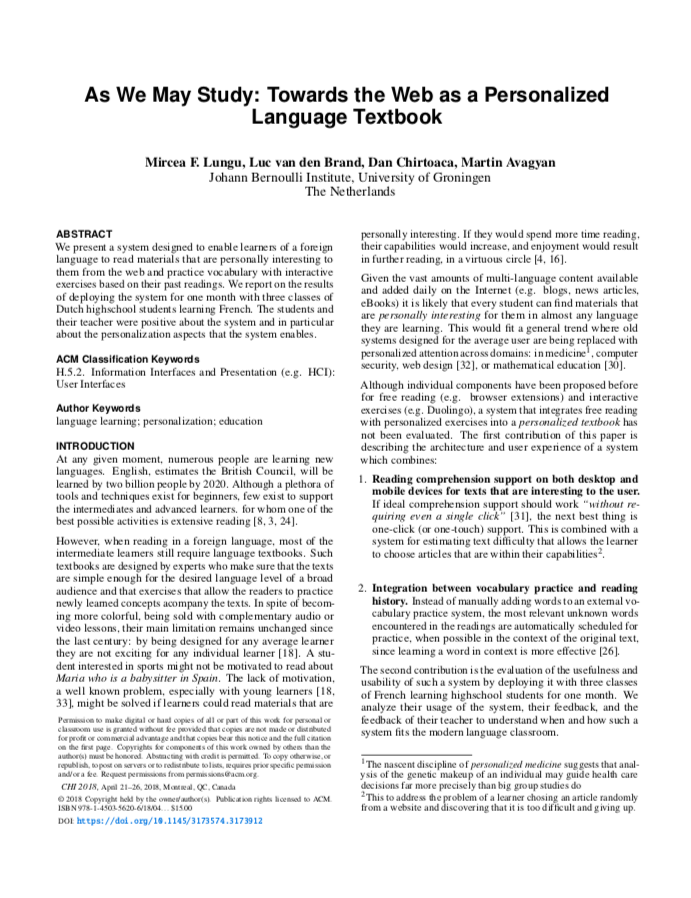 As We May Study: Towards the Web as a Personalized
Language Textbook
Mircea F. Lungu, Luc van den Brand, Dan Chirtoaca, Martin Avagyan
Johann Bernoulli Institute, University of Groningen
The Netherlands
ABSTRACT
We present a system designed to enable learners of a foreign
language to read materials that are personally interesting to
them from the web and practice vocabulary with interactive
exercises based on their past readings. We report on the results
of deploying the system for one month with three classes of
Dutch highschool students learning French. The students and
their teacher were positive about the system and in particular
about the personalization aspects that the system enables.
ACM Classification Keywords
H.5.2. Information Interfaces and Presentation (e.g. HCI):
User Interfaces
Author Keywords
language learning; personalization; education
INTRODUCTION
At any given moment, numerous people are learning new
languages. English, estimates the British Council, will be
learned by two billion people by 2020. Although a plethora of
tools and techniques exist for beginners, few exist to support
the intermediates and advanced learners. for whom one of the
best possible activities is extensive reading [8, 3, 24].
However, when reading in a foreign language, most of the
intermediate learners still require language textbooks. Such
textbooks are designed by experts who make sure that the texts
are simple enough for the desired language level of a broad
audience and that exercises that allow the readers to practice
newly learned concepts acompany the texts. In spite of becom-
ing more colorful, being sold with complementary audio or
video lessons, their main limitation remains unchanged since
the last century: by being designed for any average learner
they are not exciting for any individual learner [18]. A stu-
dent interested in sports might not be motivated to read about
Maria who is a babysitter in Spain. The lack of motivation,
a well known problem, especially with young learners [18,
33], might be solved if learners could read materials that are
Permission to make digital or hard copies of all or part of this work for personal or
classroom use is granted without fee provided that copies are not made or distributed
for profit or commercial advantage and that copies bear this notice and the full citation
on the first page. Copyrights for components of this work owned by others than the
author(s) must be honored. Abstracting with credit is permitted. To copy otherwise, or
republish, to post on servers or to redistribute to lists, requires prior specific permission
and/or a fee. Request permissions from permissions@acm.org.
CHI 2018, April 21–26, 2018, Montreal, QC, Canada
© 2018 Copyright held by the owner/author(s). Publication rights licensed to ACM.
ISBN 978-1-4503-5620-6/18/04. . . $15.00
DOI: https://doi.org/10.1145/3173574.3173912
personally interesting. If they would spend more time reading,
their capabilities would increase, and enjoyment would result
in further reading, in a virtuous circle [4, 16].
Given the vast amounts of multi-language content available
and added daily on the Internet (e.g. blogs, news articles,
eBooks) it is likely that every student can find materials that
are personally interesting for them in almost any language
they are learning. This would fit a general trend where old
systems designed for the average user are being replaced with
personalized attention across domains: in medicine1, computer
security, web design [32], or mathematical education [30].
Although individual components have been proposed before
for free reading (e.g. browser extensions) and interactive
exercises (e.g. Duolingo), a system that integrates free reading
with personalized exercises into a personalized textbook has
not been evaluated. The first contribution of this paper is
describing the architecture and user experience of a system
which combines:
1. Reading comprehension support on both desktop and
mobile devices for texts that are interesting to the user.
If ideal comprehension support should work "without re-
quiring even a single click" [31], the next best thing is
one-click (or one-touch) support. This is combined with a
system for estimating text difficulty that allows the learner
to choose articles that are within their capabilities2.
2. Integration between vocabulary practice and reading
history. Instead of manually adding words to an external vo-
cabulary practice system, the most relevant unknown words
encountered in the readings are automatically scheduled for
practice, when possible in the context of the original text,
since learning a word in context is more effective [26].
The second contribution is the evaluation of the usefulness and
usability of such a system by deploying it with three classes
of French learning highschool students for one month. We
analyze their usage of the system, their feedback, and the
feedback of their teacher to understand when and how such a
system fits the modern language classroom.
1The nascent discipline of personalized medicine suggests that anal-
ysis of the genetic makeup of an individual may guide health care
decisions far more precisely than big group studies do
2This to address the problem of a learner chosing an article randomly
from a website and discovering that it is too difficult and giving up.